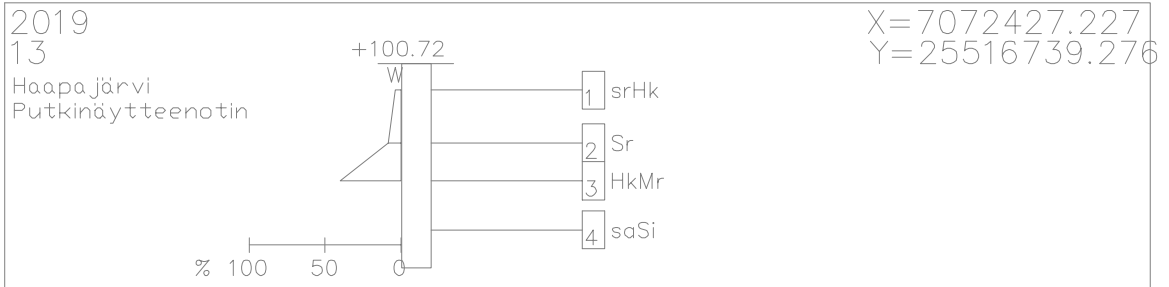 2019
13
Haapajärvi
Putkinäytteenotin
X=7072427.227
Y=25516739.276
+100.72
W
1 srHk
2 Sr
3 HkMr
4 saSi
% 100 50 0